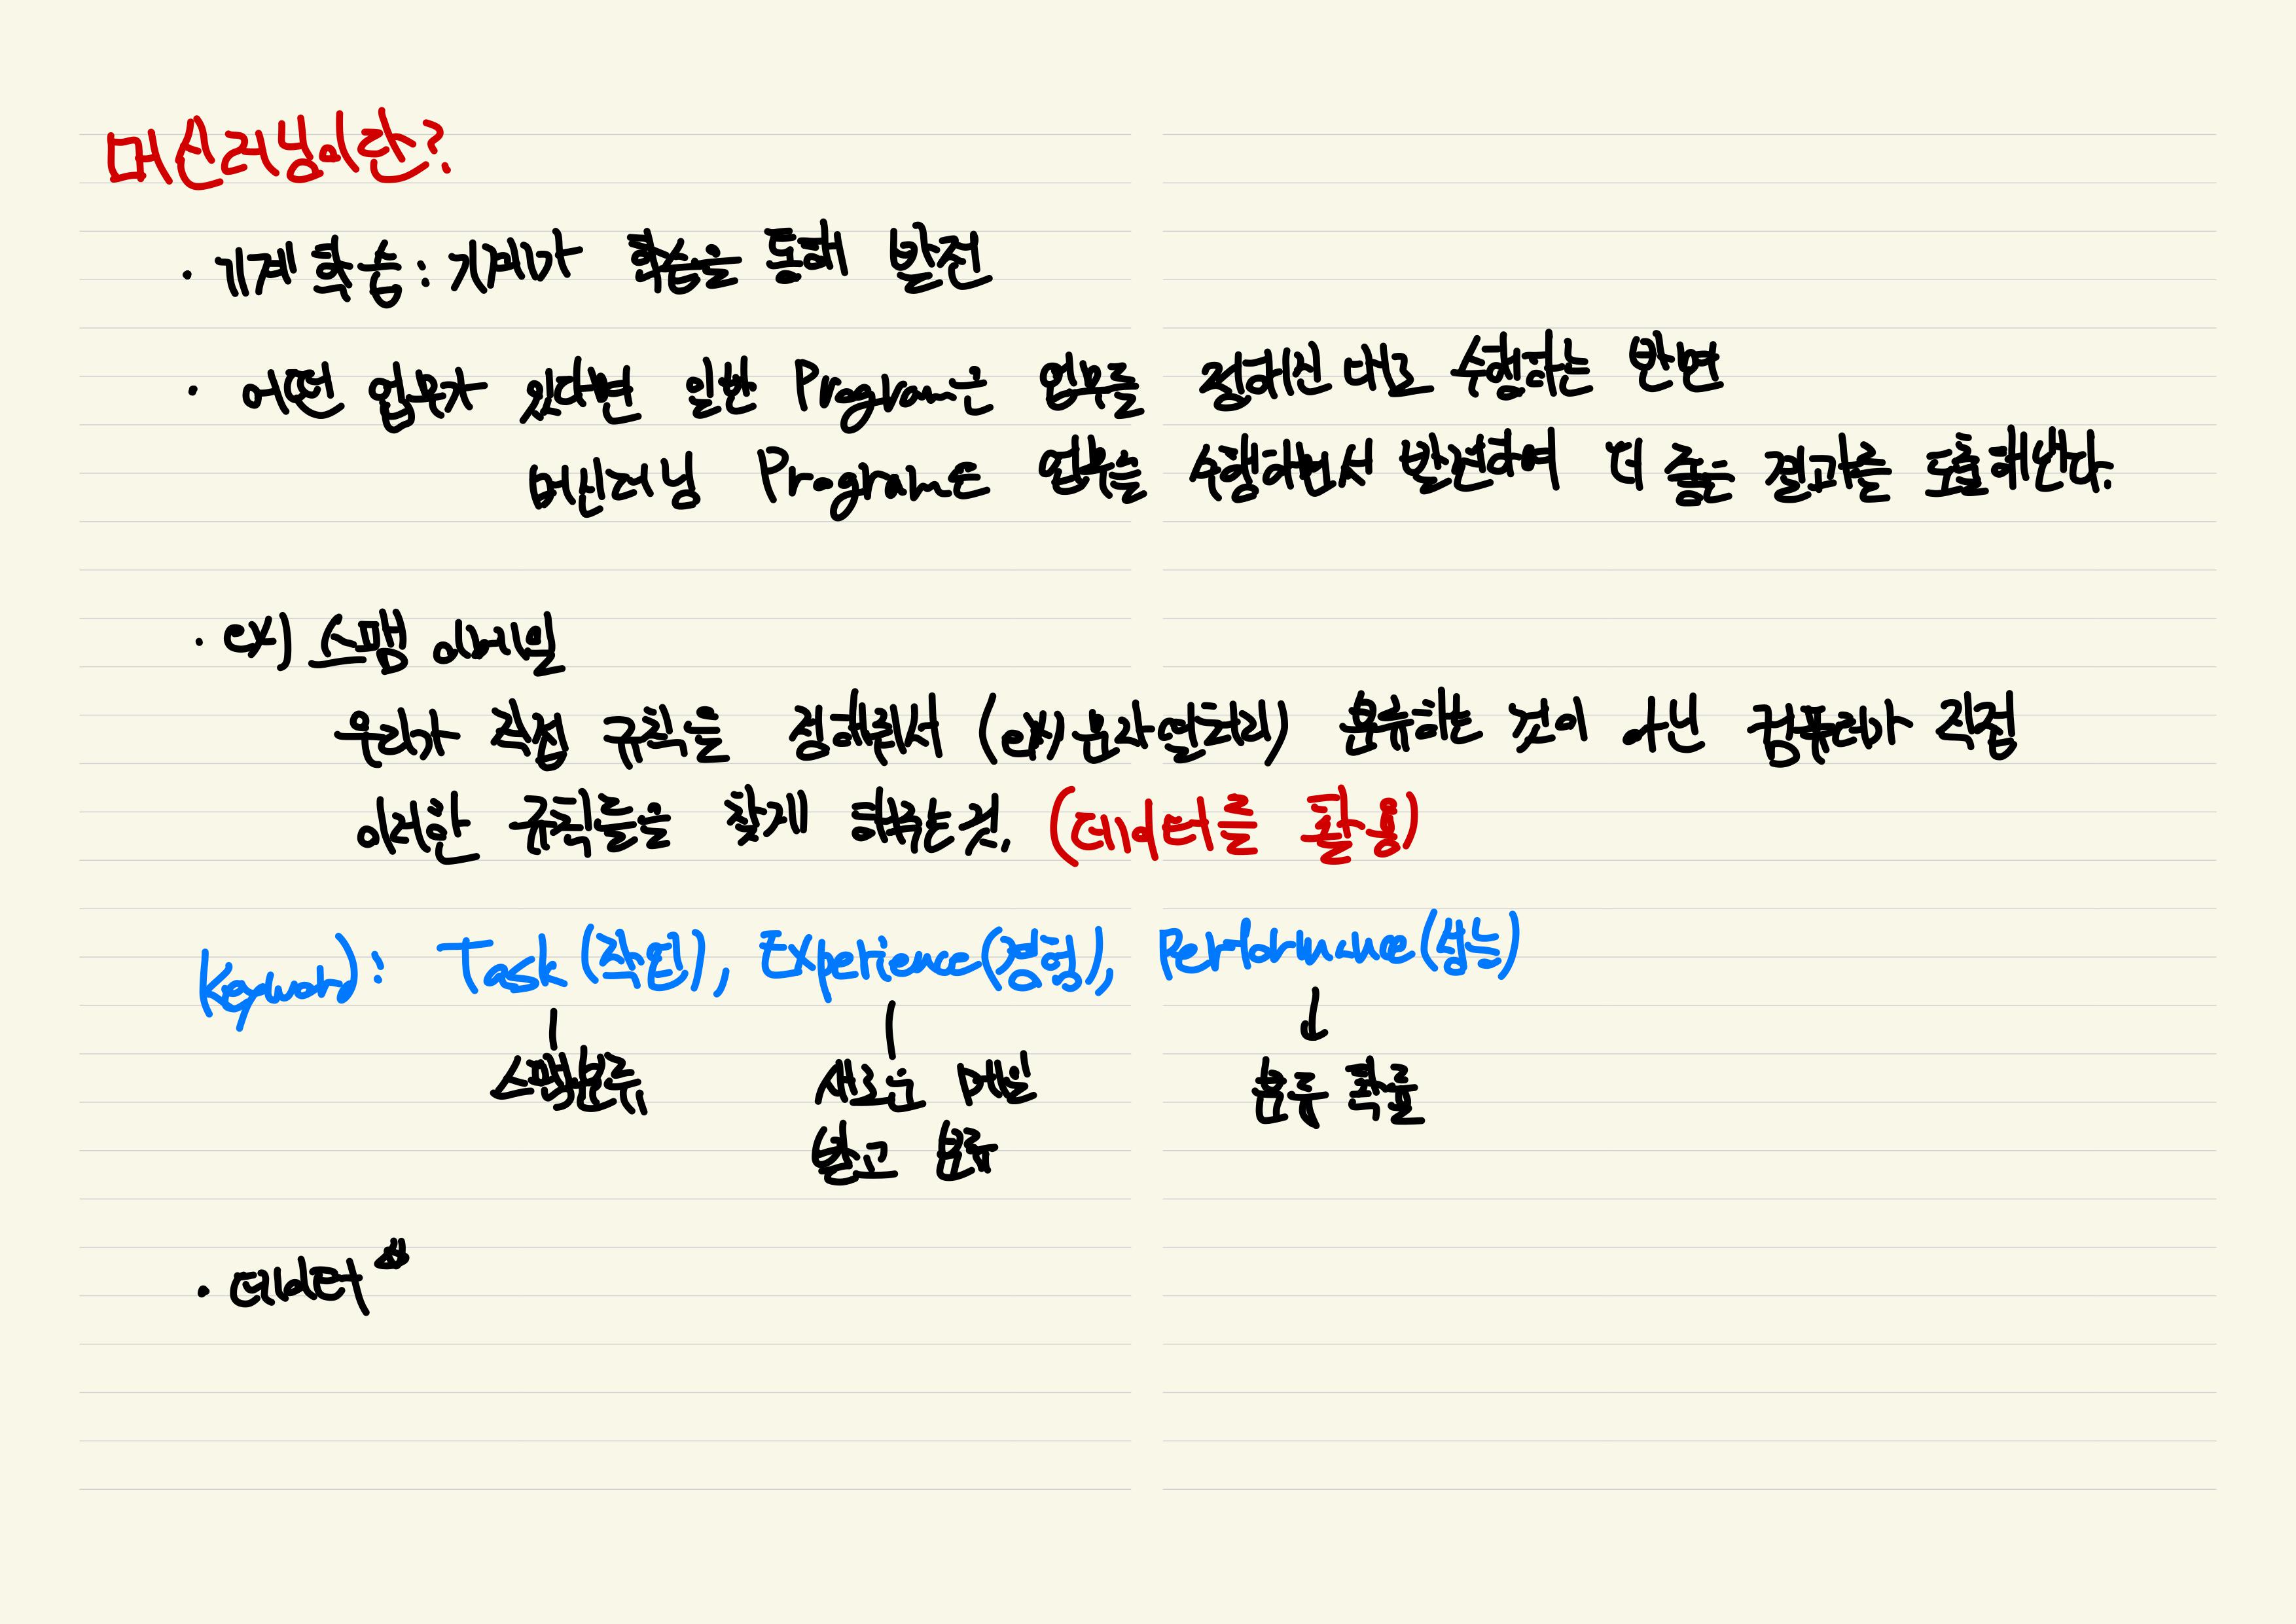 머신러닝이란?
· 기계 학습 : 기계가 학습을 통해 발전
· 어떤 업무가 있다면 일반 Program은 업무를 정해진 대로 수행하는 반면
머신러닝 Program은 업무를 수행하면서 발전하여 더 좋은 결과를 도출해낸다.
· 예시 스팸 이메일
우리가 직접 규칙을 정해줘서 (예시) 문자열처리) 분류하는 것이 아닌 컴퓨터가 직접
이러한 규칙들을 찾게 해주는것. (데이터를 활용)
Keyword : Task (작업), Experience(경험), Performance(성능)
스팸분류 새로운 메일 분류 확률
받고 분류
· 데이터